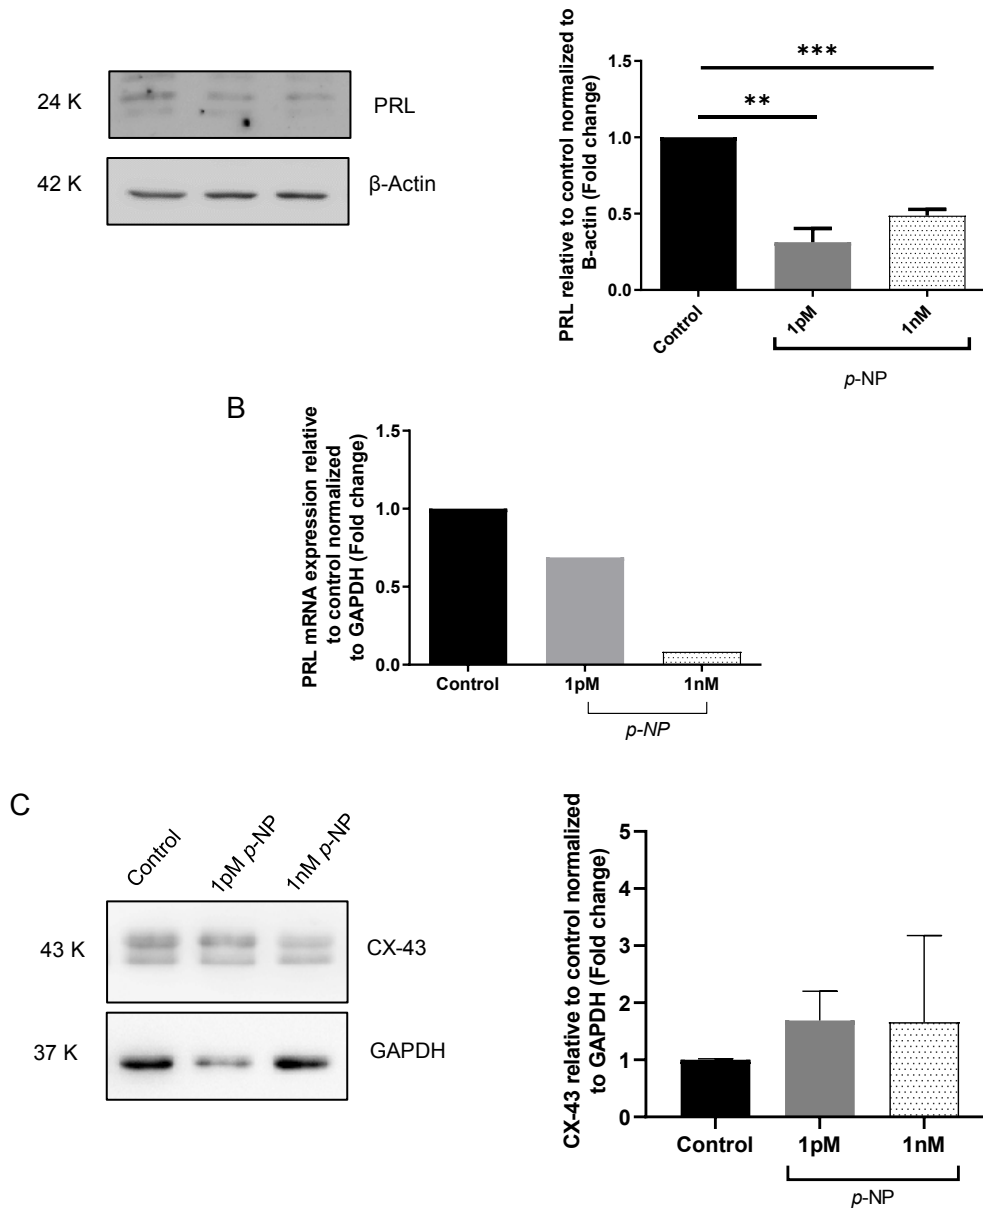 24 K
PRL
42 K
β-Actin
PRL relative to control normalized to
B-actin (Fold change)
1.5
1.0
0.5
0.0
***
**
Control
1pM
1nM
p-NP
B
PRL mRNA expression relative
to control normalized
to GAPDH (Fold change)
1.5
1.0
0.5
0.0
Control
1pM
1nM
p-NP
C
Control
1pM p-NP
1nM p-NP
43 K
CX-43
37 K
GAPDH
CX-43 relative to control normalized
to GAPDH (Fold change)
5
4
3
2
1
0
Control
1pM
1nM
p-NP